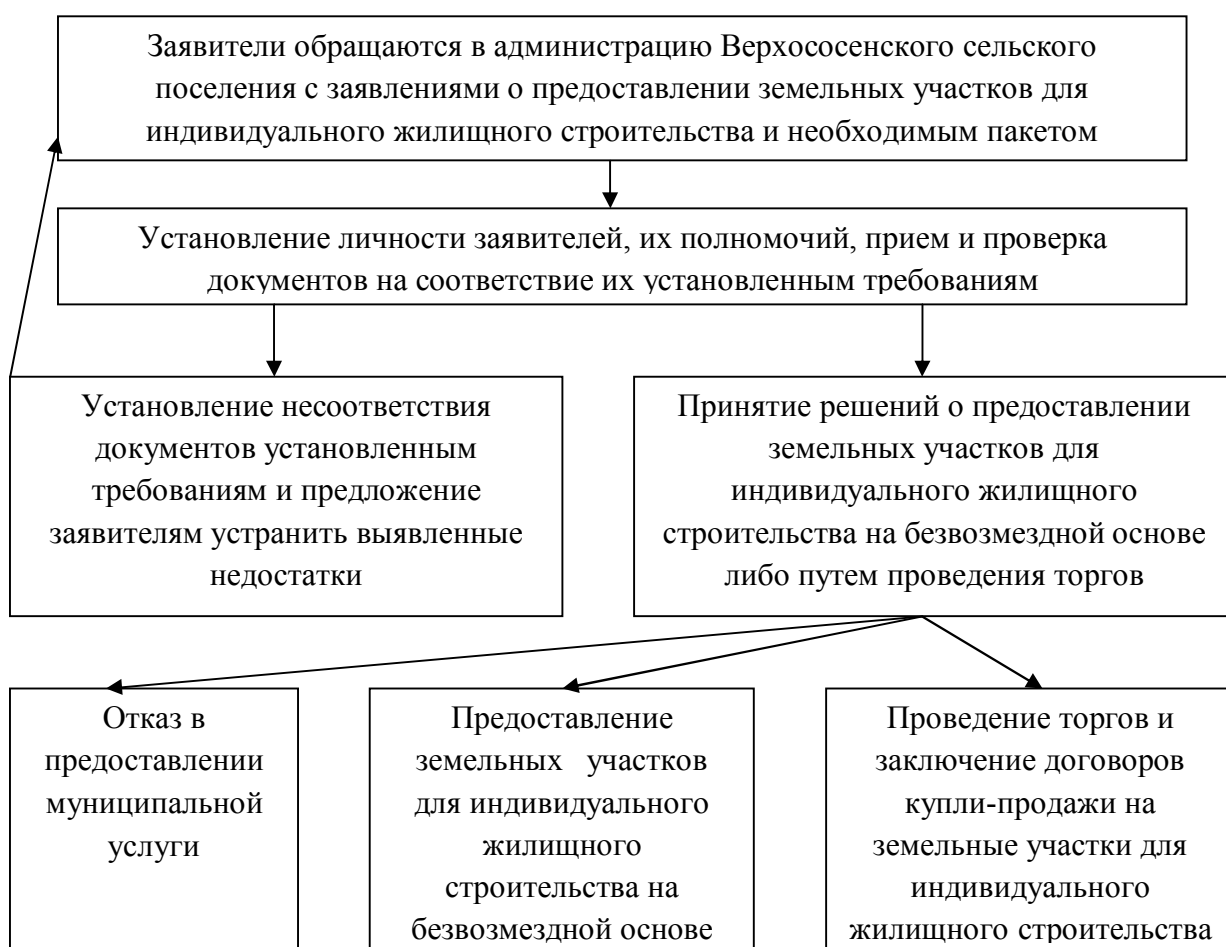 Заявители обращаются в администрацию Верхососенского сельского
поселения с заявлениями о предоставлении земельных участков для
индивидуального жилищного строительства и необходимым пакетом
Установление личности заявителей, их полномочий, прием и проверка
документов на соответствие их установленным требованиям
Установление несоответствия
документов установленным
требованиям и предложение
заявителям устранить выявленные
недостатки
Принятие решений о предоставлении
земельных участков для
индивидуального жилищного
строительства на безвозмездной основе
либо путем проведения торгов
Отказ в
предоставлении
муниципальной
услуги
Предоставление
земельных участков
для индивидуального
жилищного
строительства на
безвозмездной основе
Проведение торгов и
заключение договоров
купли-продажи на
земельные участки для
индивидуального
жилищного строительства